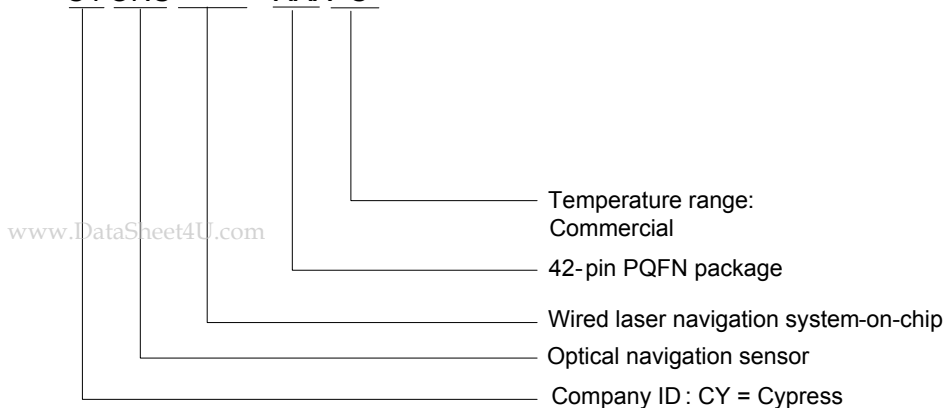 Temperature range:
Commercial
www.DataSheet4U.com
42-pin PQFN package
Wired laser navigation system-on-chip
Optical navigation sensor
Company ID : CY = Cypress